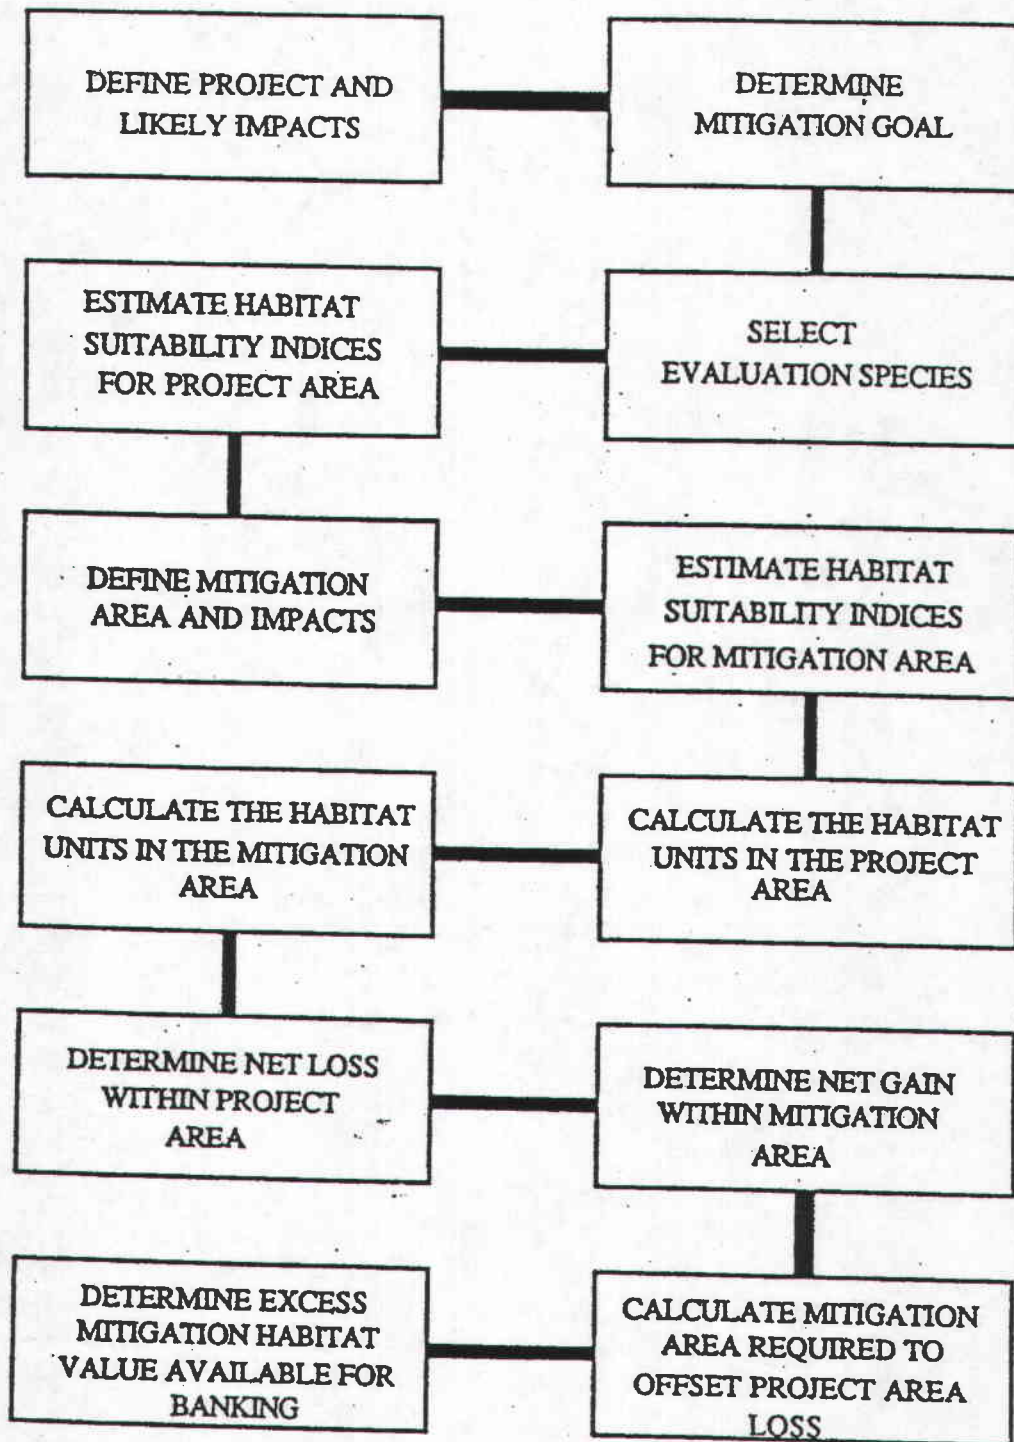 DEFINE PROJECT AND
LIKELY IMPACTS
DETERMINE
MITIGATION GOAL
SELECT
EVALUATION SPECIES
ESTIMATE HABITAT
SUITABILITY INDICES
FOR PROJECT AREA
DEFINE MITIGATION
AREA AND IMPACTS
ESTIMATE HABITAT
SUITABILITY INDICES
FOR MITIGATION AREA
CALCULATE THE HABITAT
UNITS IN THE PROJECT
AREA
CALCULATE THE HABITAT
UNITS IN THE MITIGATION
AREA
DETERMINE NET LOSS
WITHIN PROJECT
AREA
DETERMINE NET GAIN
WITHIN MITIGATION
AREA
CALCULATE MITIGATION
AREA REQUIRED TO
OFFSET PROJECT AREA
LOSS
DETERMINE EXCESS
MITIGATION HABITAT
VALUE AVAILABLE FOR
BANKING